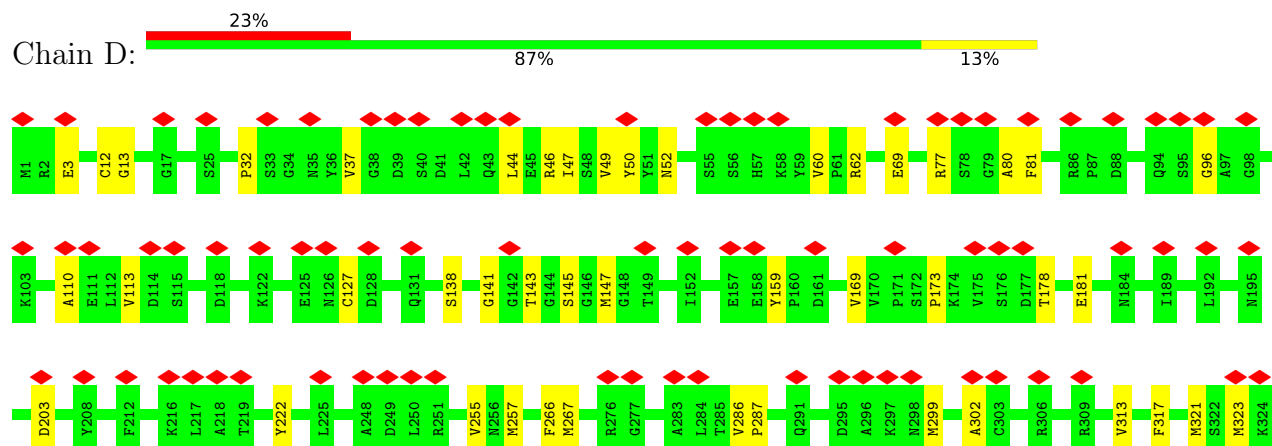 23%
Chain D:
87% 13%
M1 R2 E3 C12 G13 G17 S25 P32 S33 G34 N35 Y36 V37 G38 D39 S40 D41 L42 Q43 L44 E45 R46 I47 S48 V49 Y50 Y51 N52 S55 S56 H57 K58 Y59 V60 P61 R62 E69 R77 S78 G79 A80 F81 R86 P87 D88 Q94 S95 G96 A97 G98
K103 A110 E111 L112 V113 D114 S115 D118 K122 E125 N126 C127 D128 Q131 S138 G141 G142 T143 G144 S145 G146 M147 G148 T149 I152 E157 E158 Y159 P160 D161 V169 V170 P171 S172 P173 K174 V175 S176 D177 T178 E181 N184 I189 L192 N195
D203 Y208 F212 K216 L217 A218 T219 Y222 L225 A248 D249 L250 R251 V255 N256 M257 F266 M267 R276 G277 A283 L284 T285 V286 P287 Q291 D295 A296 K297 N298 M299 A302 C303 R306 R309 V313 F317 M321 S322 M323 K324